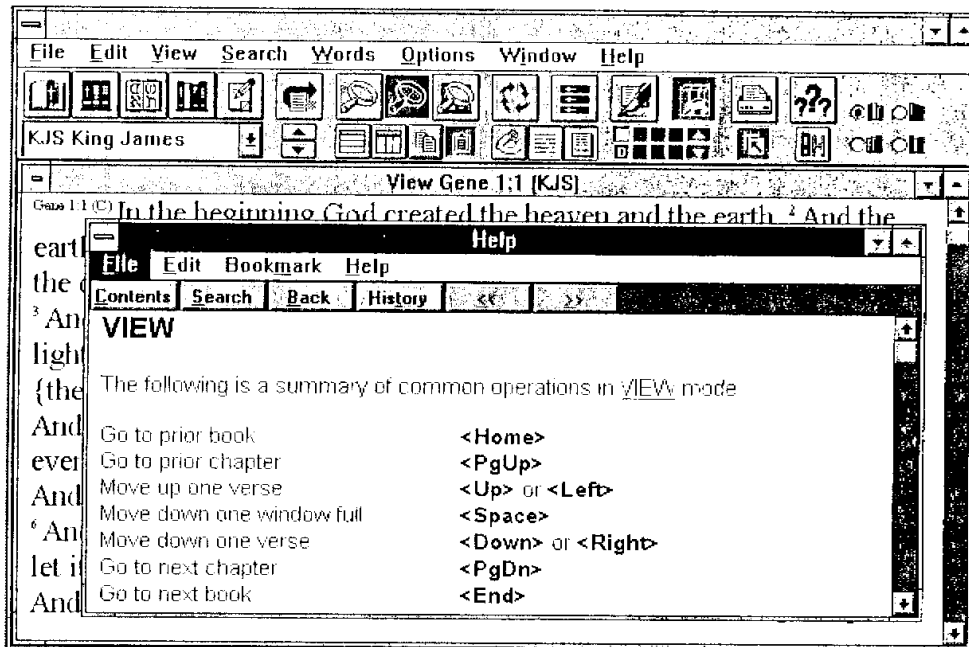 File Edit View Search Words Options Window Help
???
KJS King James
View Gene 1:1 [KJS]
Gene 1:1 (C) In the beginning God created the heaven and the earth. 2 And the
eart
the
3 An
light
{the
And
ever
And
6 An
let i
And
Help
File Edit Bookmark Help
Contents Search Back History << >>
VIEW
The following is a summary of common operations in VIEW mode
Go to prior book <Home>
Go to prior chapter <PgUp>
Move up one verse <Up> or <Left>
Move down one window full <Space>
Move down one verse <Down> or <Right>
Go to next chapter <PgDn>
Go to next book <End>